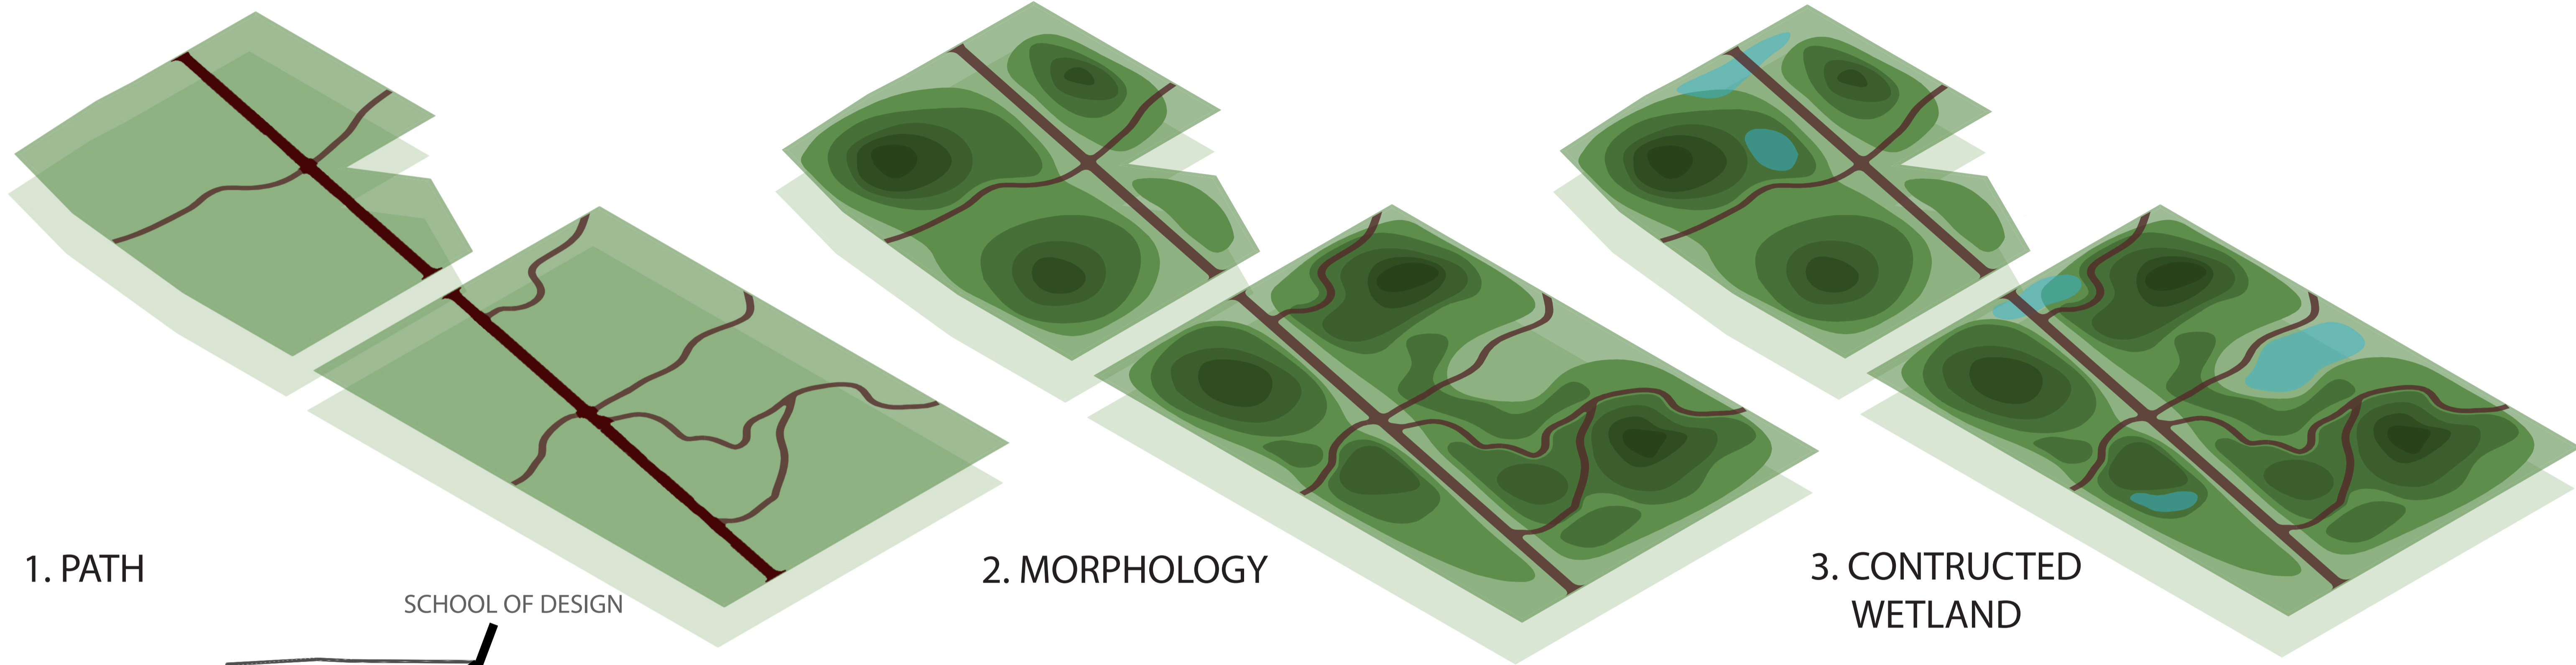 1. PATH
2. MORPHOLOGY
3. CONTRUCTED
WETLAND
SCHOOL OF DESIGN